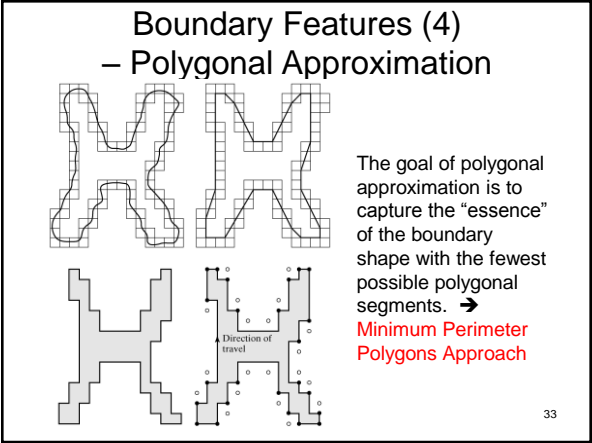 Boundary Features (4)
– Polygonal Approximation
The goal of polygonal
approximation is to
capture the “essence”
of the boundary
shape with the fewest
possible polygonal
segments. ➔
Minimum Perimeter
Polygons Approach
Direction of
travel
33